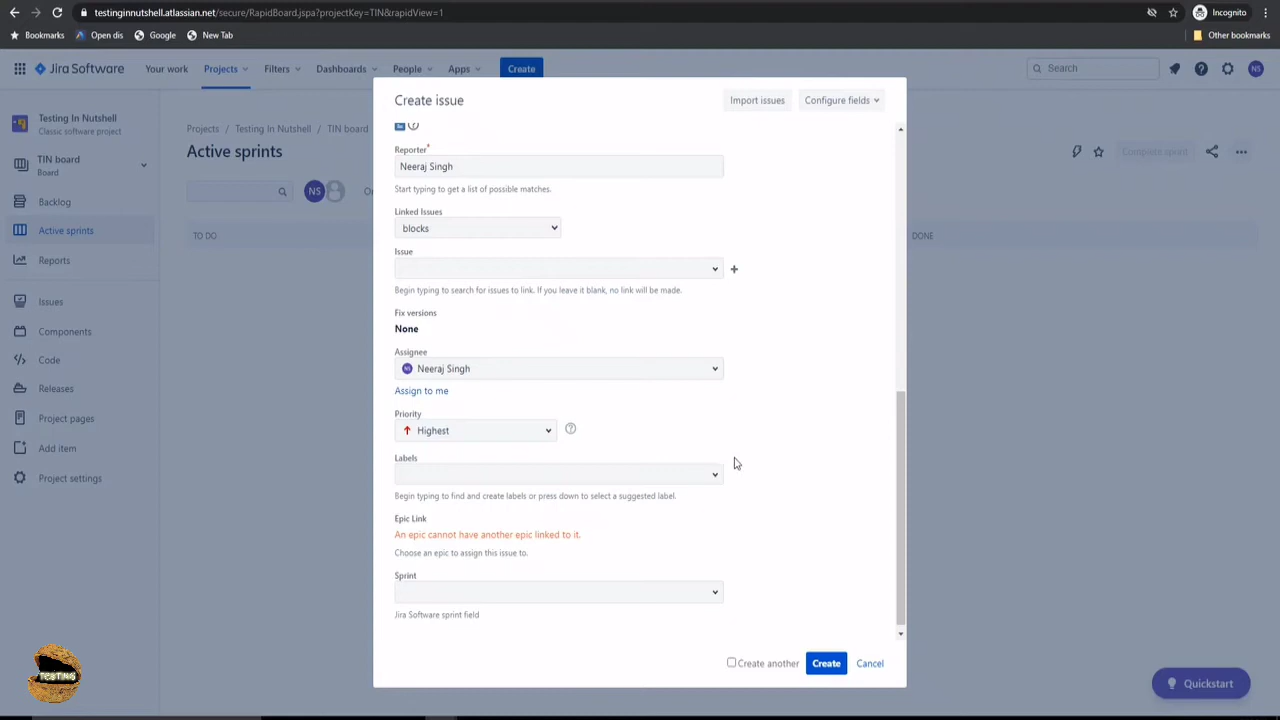 testinginnutshell.atlassian.net/secure/RapidBoard.jspa?projectKey=TIN&rapidView=1
Incognito
Bookmarks
Open dis
Google
New Tab
Other bookmarks
Jira Software
Your work
Projects
Filters
Dashboards
People
Apps
Create
Search
NS
Testing In Nutshell
Classic software project
TIN board
Board
Backlog
Active sprints
Reports
Issues
Components
Code
Releases
Project pages
Add item
Project settings
Projects / Testing In Nutshell / TIN board
Active sprints
Complete sprint
NS
On
TO DO
DONE
Create issue
Import issues
Configure fields
Reporter*
Neeraj Singh
Start typing to get a list of possible matches.
Linked Issues
blocks
Issue
Begin typing to search for issues to link. If you leave it blank, no link will be made.
Fix versions
None
Assignee
NS Neeraj Singh
Assign to me
Priority
Highest
Labels
Begin typing to find and create labels or press down to select a suggested label.
Epic Link
An epic cannot have another epic linked to it.
Choose an epic to assign this issue to.
Sprint
Jira Software sprint field
Create another
Create
Cancel
Quickstart
TESTING